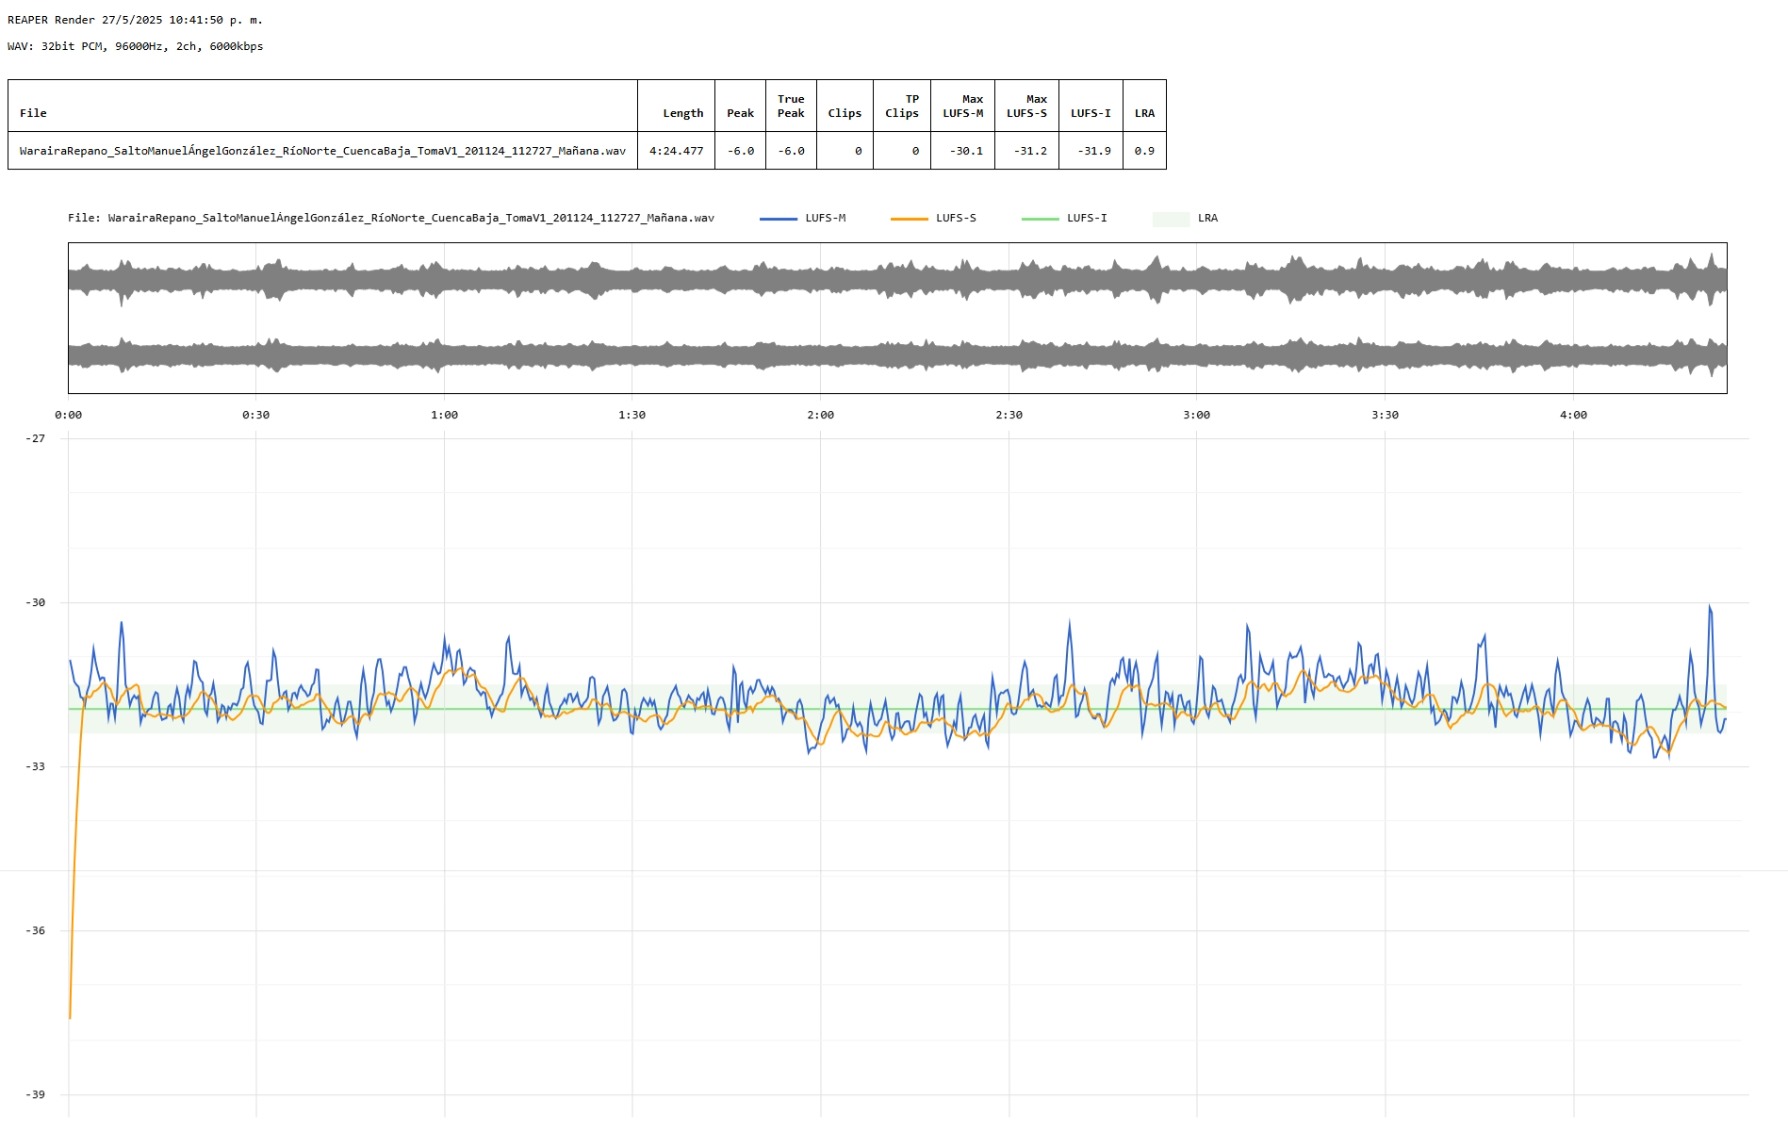 REAPER Render 27/5/2025 10:41:50 p. m.
WAV: 32bit PCM, 96000Hz, 2ch, 6000kbps
File Length Peak True Peak Clips TP Clips Max LUFS-M Max LUFS-S LUFS-I LRA
WarairaRepano_SaltoManuelÁngelGonzález_RíoNorte_CuencaBaja_TomaV1_201124_112727_Mañana.wav 4:24.477 -6.0 -6.0 0 0 -30.1 -31.2 -31.9 0.9
File: WarairaRepano_SaltoManuelÁngelGonzález_RíoNorte_CuencaBaja_TomaV1_201124_112727_Mañana.wav LUFS-M LUFS-S LUFS-I LRA
0:00 0:30 1:00 1:30 2:00 2:30 3:00 3:30 4:00
-27
-30
-33
-36
-39